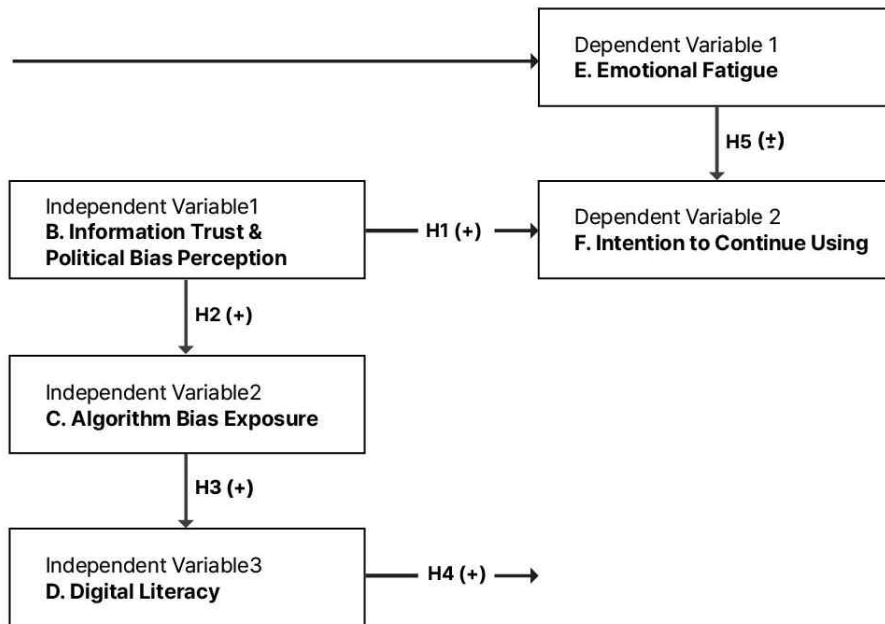 Dependent Variable 1
E. Emotional Fatigue
H5 (±)
Independent Variable1
B. Information Trust &
Political Bias Perception
H1 (+)
Dependent Variable 2
F. Intention to Continue Using
H2 (+)
Independent Variable2
C. Algorithm Bias Exposure
H3 (+)
Independent Variable3
D. Digital Literacy
H4 (+)